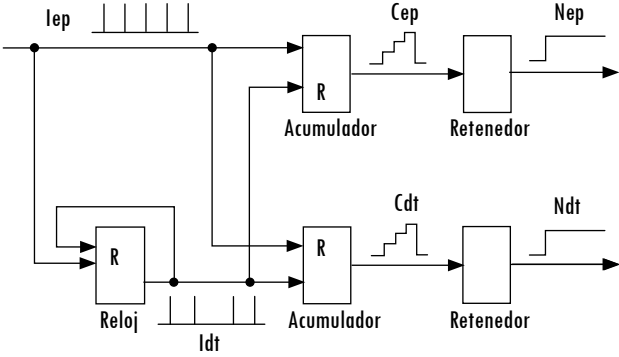 Iep
Cep
Nep
R
Acumulador
Retenedor
Cdt
Ndt
R
R
Reloj
Idt
Acumulador
Retenedor